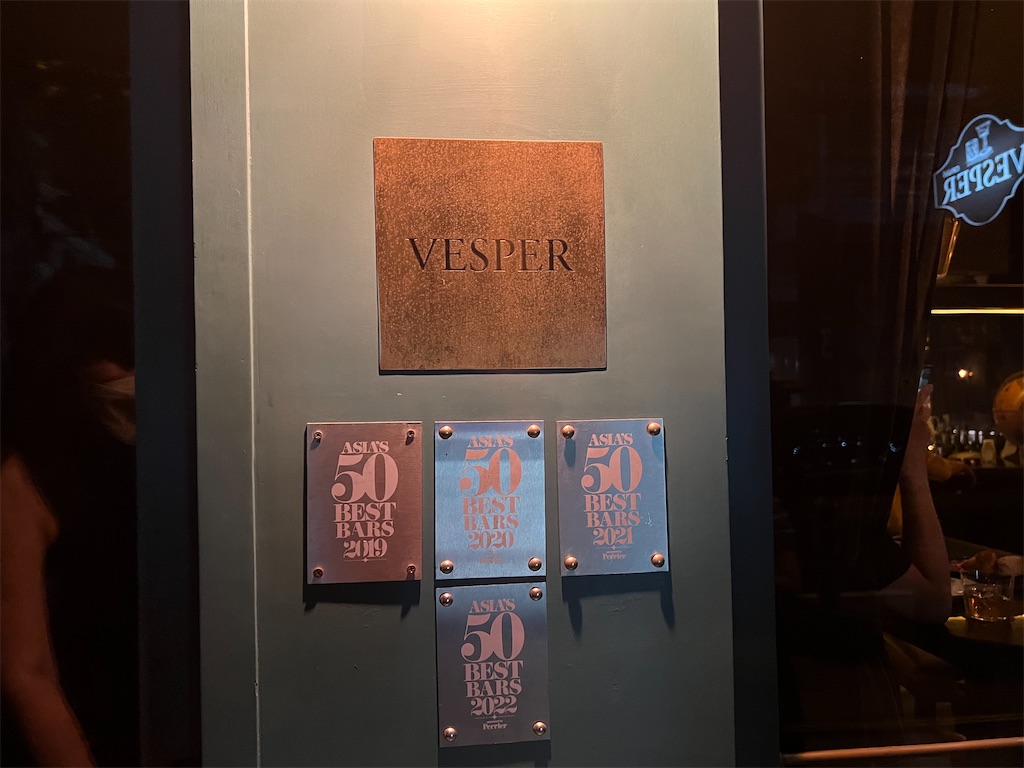 VESPER
VESPER
ASIA'S
50
BEST
BARS
2019
ASIA'S
50
BEST
BARS
2020
ASIA'S
50
BEST
BARS
2021
Perrier
ASIA'S
50
BEST
BARS
2022
Perrier